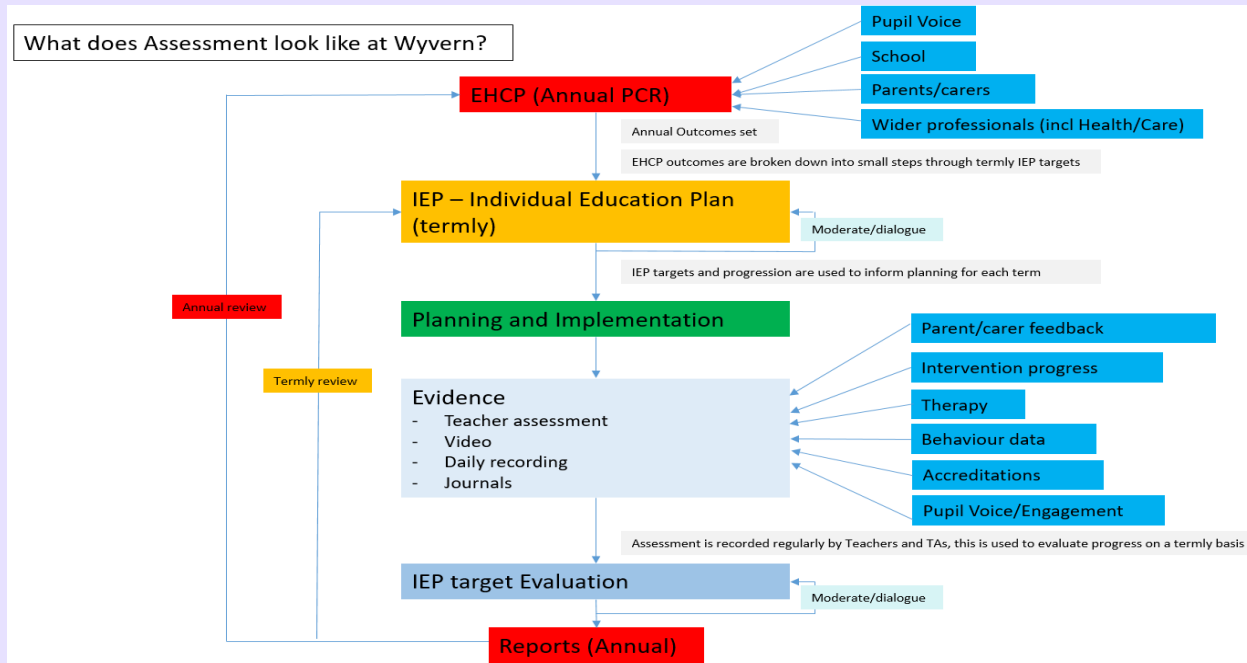 What does Assessment look like at Wyvern?
Pupil Voice
School
Parents/carers
Wider professionals (incl Health/Care)
EHCP (Annual PCR)
Annual Outcomes set
EHCP outcomes are broken down into small steps through termly IEP targets
IEP – Individual Education Plan
(termly)
Moderate/dialogue
IEP targets and progression are used to inform planning for each term
Annual review
Planning and Implementation
Termly review
Parent/carer feedback
Intervention progress
Therapy
Behaviour data
Accreditations
Pupil Voice/Engagement
Evidence
- Teacher assessment
- Video
- Daily recording
- Journals
Assessment is recorded regularly by Teachers and TAs, this is used to evaluate progress on a termly basis
IEP target Evaluation
Moderate/dialogue
Reports (Annual)